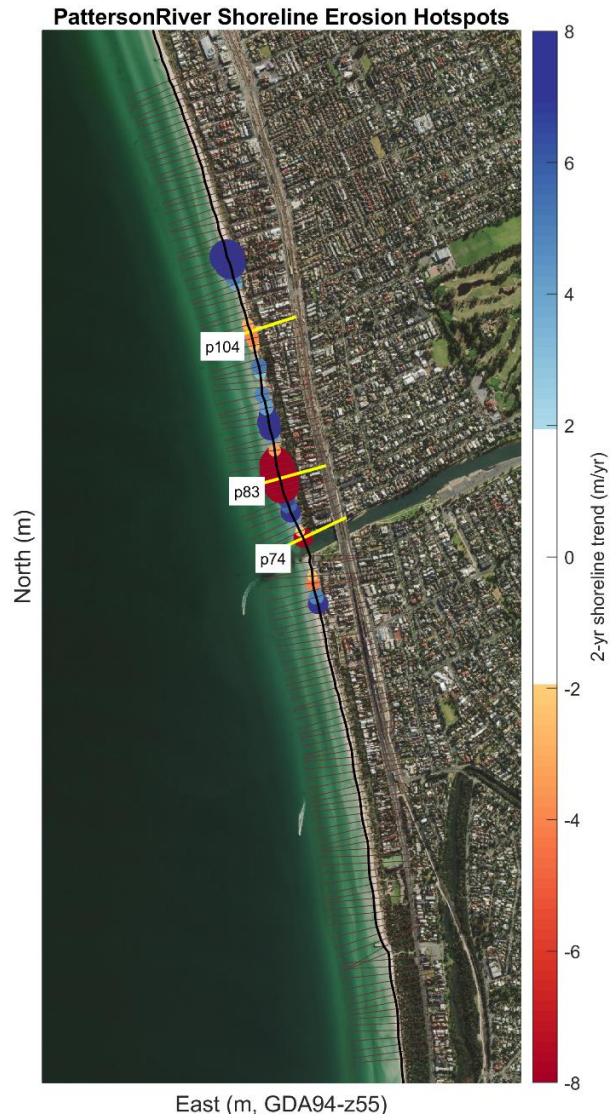 PattersonRiver Shoreline Erosion Hotspots
8
6
4
2
0
-2
-4
-6
-8
2-yr shoreline trend (m/yr)
North (m)
p104
p83
p74
East (m, GDA94-z55)